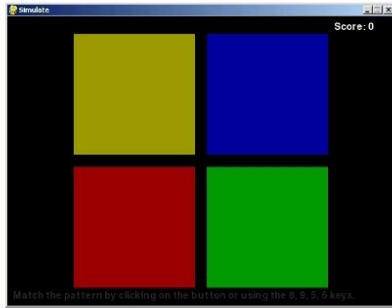 Simulate
Score: 0
Match the pattern by clicking on the button or using the 8, 9, 5, 6 keys.